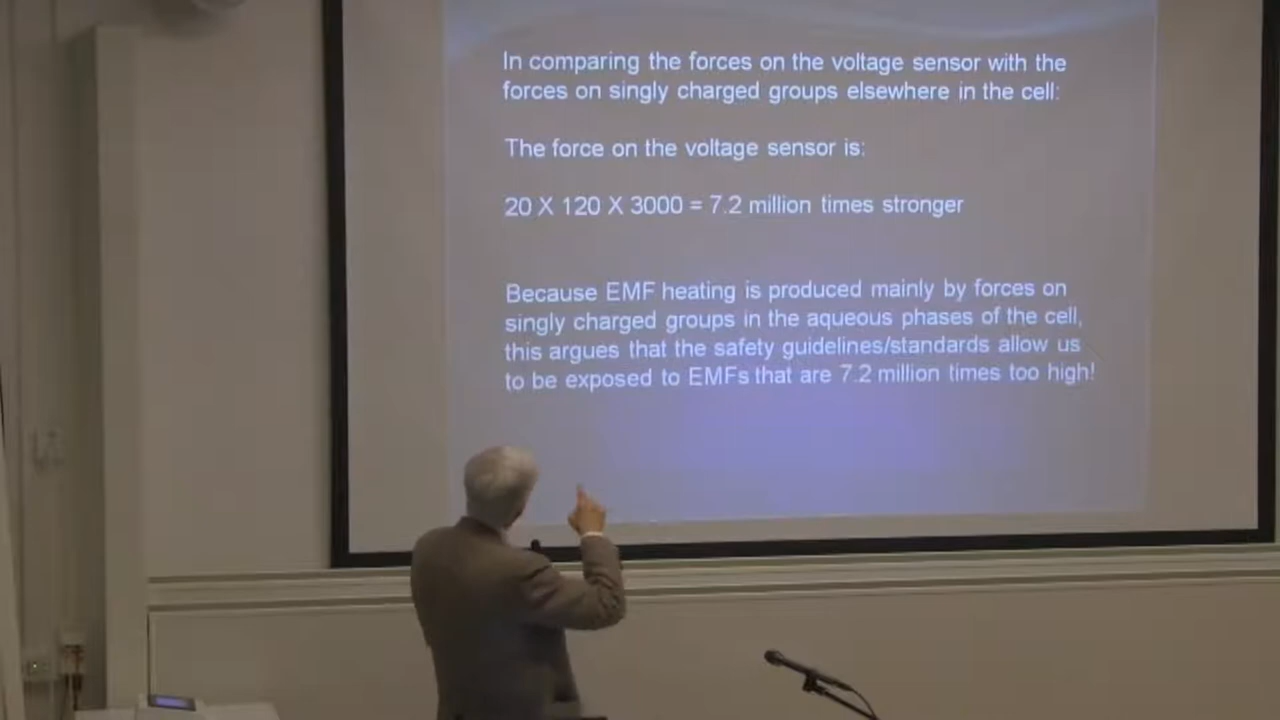 In comparing the forces on the voltage sensor with the
forces on singly charged groups elsewhere in the cell:
The force on the voltage sensor is:
20 X 120 X 3000 = 7.2 million times stronger
Because EMF heating is produced mainly by forces on
singly charged groups in the aqueous phases of the cell,
this argues that the safety guidelines/standards allow us
to be exposed to EMFs that are 7.2 million times too high!